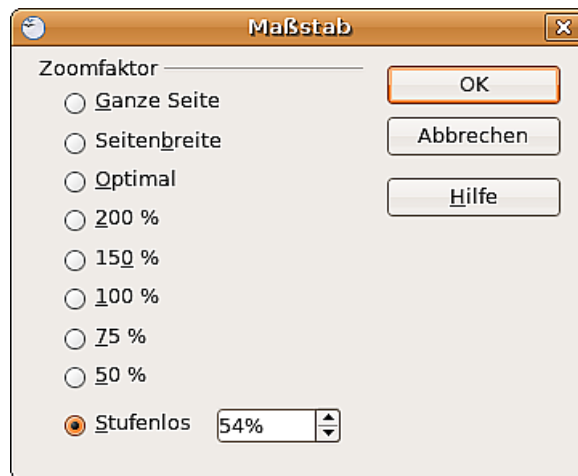 Maßstab
Zoomfaktor
Ganze Seite
Seitenbreite
Optimal
200 %
150 %
100 %
75 %
50 %
Stufenlos 54%
OK
Abbrechen
Hilfe